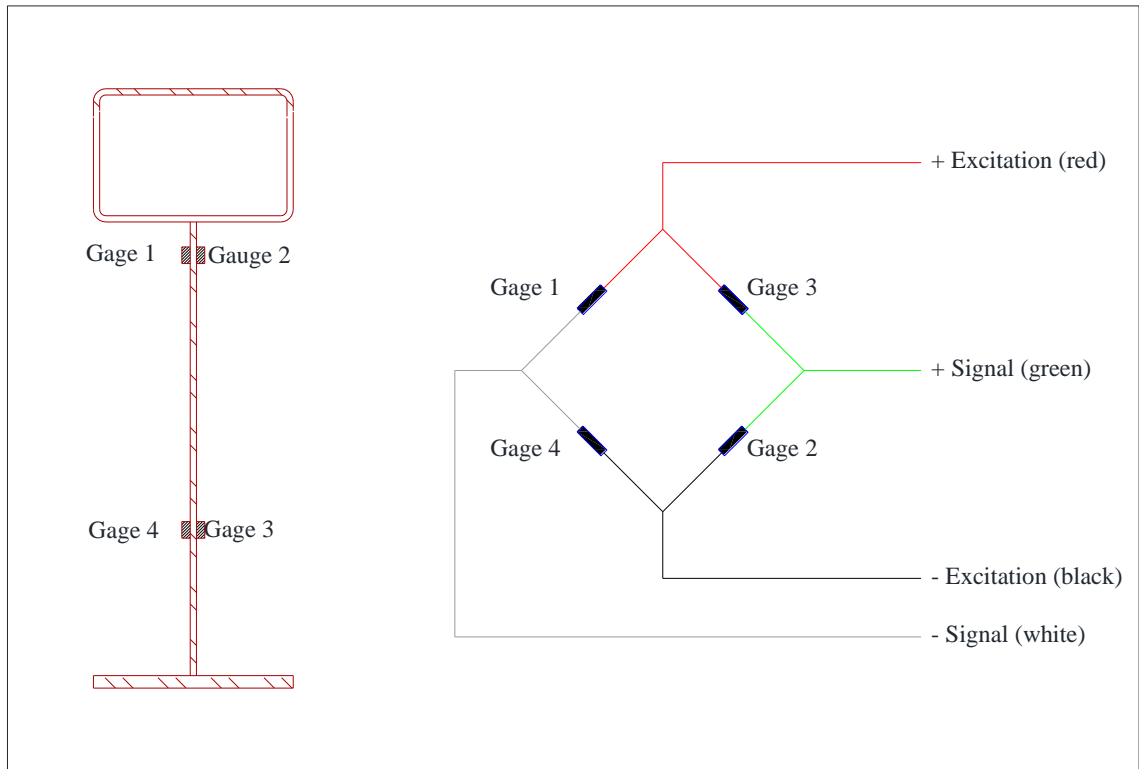 + Excitation (red)
Gage 1 Gauge 2
Gage 1 Gage 3
+ Signal (green)
Gage 4 Gage 2
Gage 4 Gage 3
- Excitation (black)
- Signal (white)